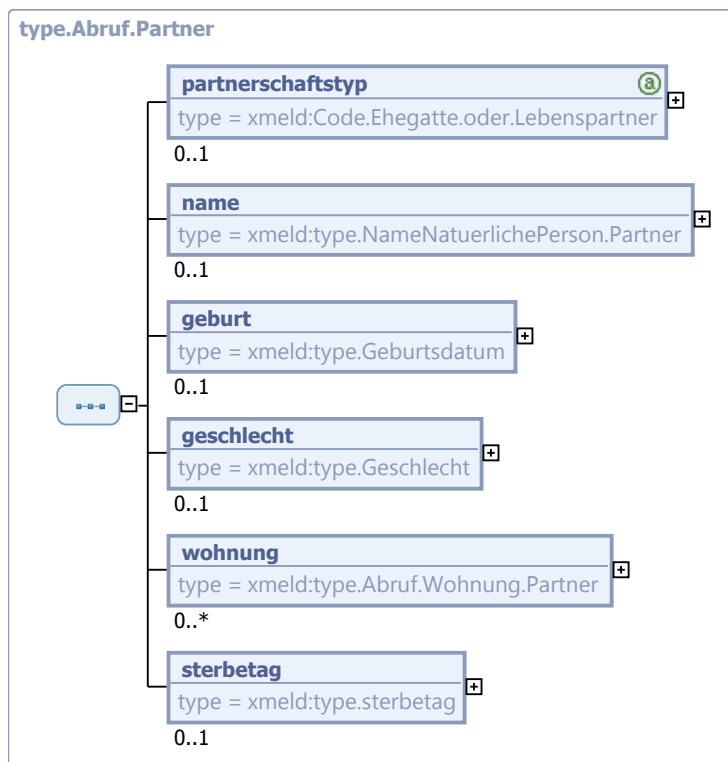 type.Abruf.Partner
partnerschaftstyp
type = xmeld:Code.Ehegatte.oder.Lebenspartner
0..1
name
type = xmeld:type.NameNatuerlichePerson.Partner
0..1
geburt
type = xmeld:type.Geburtsdatum
0..1
geschlecht
type = xmeld:type.Geschlecht
0..1
wohnung
type = xmeld:type.Abruf.Wohnung.Partner
0..*
sterbetag
type = xmeld:type.sterbetag
0..1